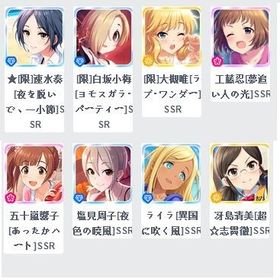 ★[限]速水奏
[夜を脱い
で、一小節]S
SR
[限]白坂小梅
[ヨモスガラ・
パーティー]S
SR
[限]大槻唯[ラ
ブ・ワンダー]
SSR
工藤忍[夢追
い人の光]SSR
五十嵐響子
[あったかハ
ート]SSR
塩見周子[夜
色の暁風]SSR
ライラ[異国
に吹く風]SSR
冴島清美[超
☆志貫徹]SSR